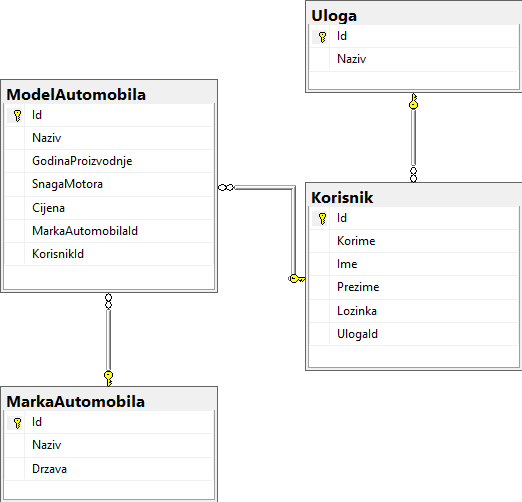 Uloga
Id
Naziv
ModelAutomobila
Id
Naziv
GodinaProizvodnje
SnagaMotora
Cijena
MarkaAutomobilaId
KorisnikId
Korisnik
Id
Korime
Ime
Prezime
Lozinka
UlogaId
MarkaAutomobila
Id
Naziv
Drzava